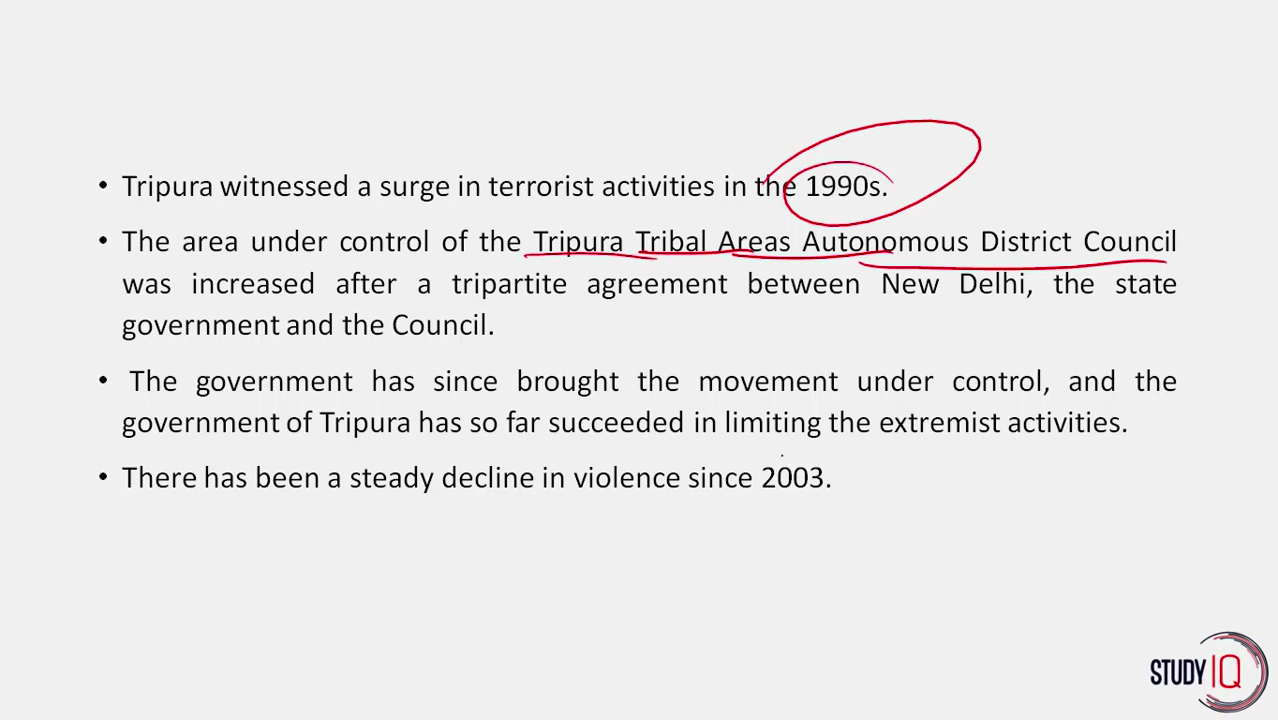 • Tripura witnessed a surge in terrorist activities in the 1990s.
• The area under control of the Tripura Tribal Areas Autonomous District Council
was increased after a tripartite agreement between New Delhi, the state
government and the Council.
• The government has since brought the movement under control, and the
government of Tripura has so far succeeded in limiting the extremist activities.
• There has been a steady decline in violence since 2003.
STUDY IQ